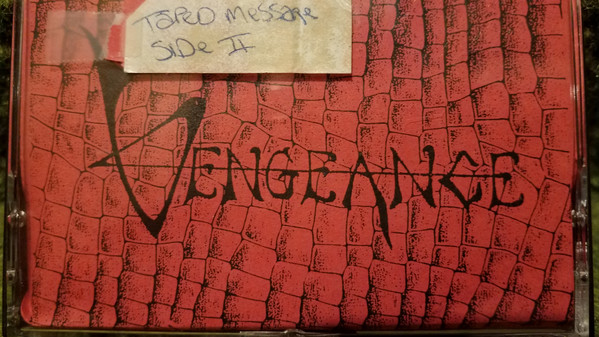 TaPeD message
SiDe II
VENGEANCE